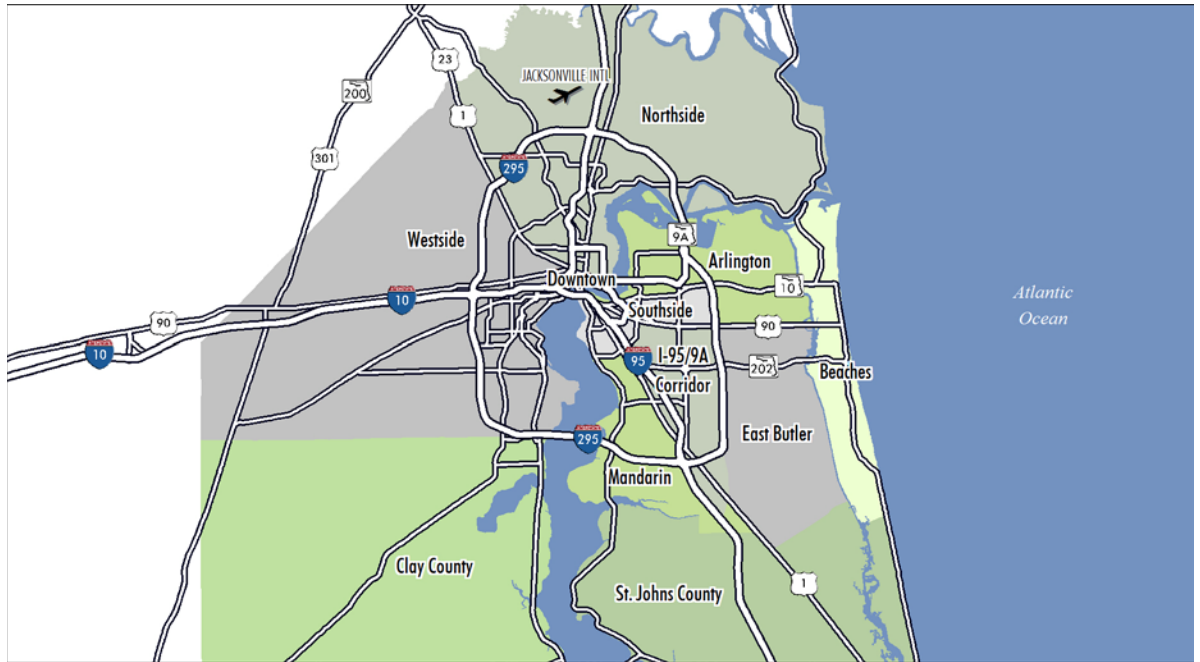 23
JACKSONVILLE INTL
200
1
Northside
301
295
Westside
9A
Arlington
Downtown
10
10
Southside
Atlantic
Ocean
90
90
10
95
I-95/9A
Corridor
202
Beaches
295
East Butler
Mandarin
Clay County
1
St. Johns County